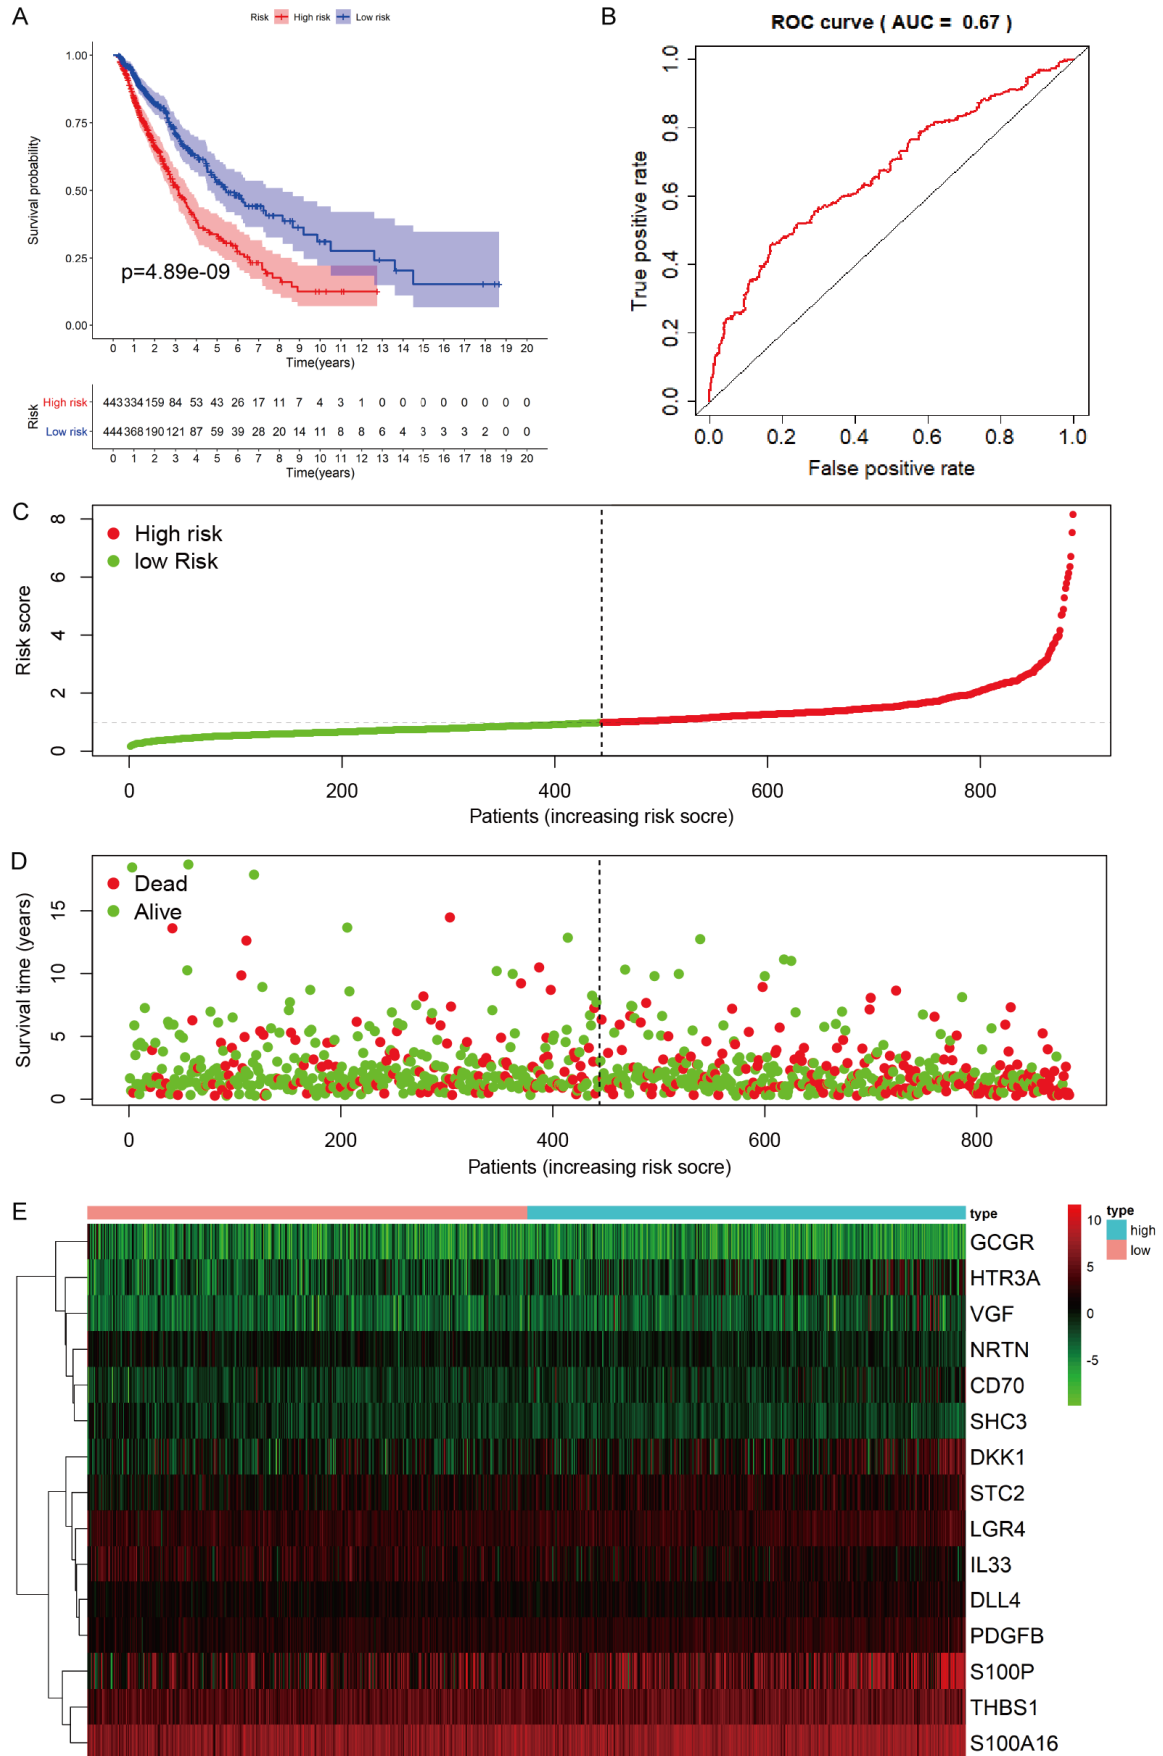 A
Risk High risk Low risk
1.00
0.75
0.50
0.25
0.00
Survival probability
p=4.89e-09
0 1 2 3 4 5 6 7 8 9 10 11 12 13 14 15 16 17 18 19 20
Time(years)
Risk
High risk 443 334 159 84 53 43 26 17 11 7 4 3 1 0 0 0 0 0 0 0 0
Low risk 444 368 190 121 87 59 39 28 20 14 11 8 8 6 4 3 3 3 2 0 0
0 1 2 3 4 5 6 7 8 9 10 11 12 13 14 15 16 17 18 19 20
Time(years)
B
ROC curve ( AUC = 0.67 )
True positive rate
1.0
0.8
0.6
0.4
0.2
0.0
0.0 0.2 0.4 0.6 0.8 1.0
False positive rate
C
High risk
low Risk
Risk score
8
6
4
2
0
0 200 400 600 800
Patients (increasing risk socre)
D
Dead
Alive
Survival time (years)
15
10
5
0
0 200 400 600 800
Patients (increasing risk socre)
E
type
GCGR
HTR3A
VGF
NRTN
CD70
SHC3
DKK1
STC2
LGR4
IL33
DLL4
PDGFB
S100P
THBS1
S100A16
10
5
0
-5
type
high
low